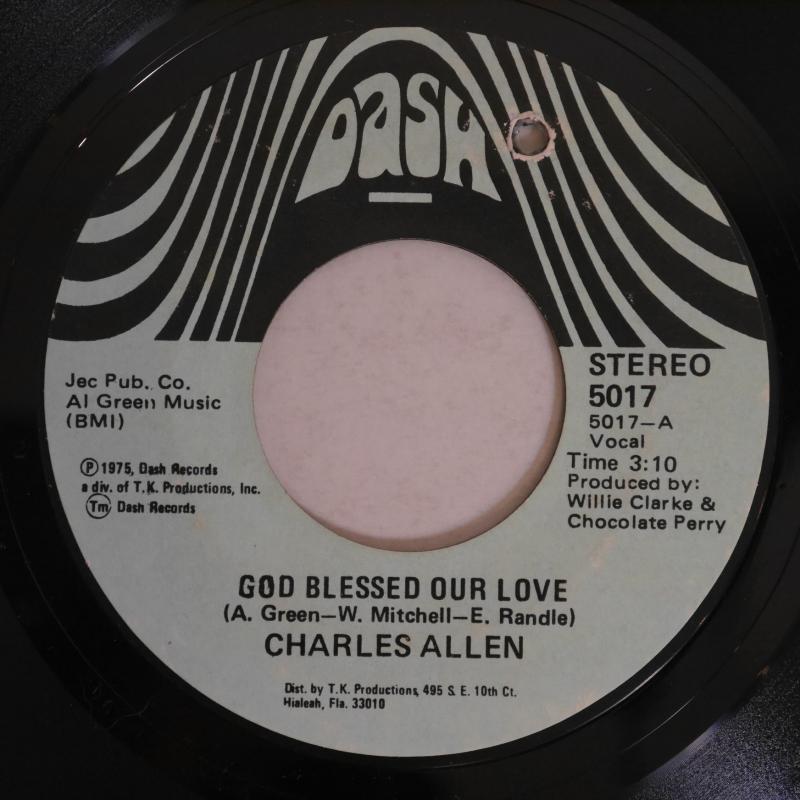 Dash
Jec Pub. Co.
Al Green Music
(BMI)
Ⓟ 1975, Dash Records
a div. of T.K. Productions, Inc.
Tm Dash Records
STEREO
5017
5017-A
Vocal
Time 3:10
Produced by:
Willie Clarke &
Chocolate Perry
GOD BLESSED OUR LOVE
(A. Green-W. Mitchell-E. Randle)
CHARLES ALLEN
Dist. by T.K. Productions, 495 S.E. 10th Ct.
Hialeah, Fla. 33010